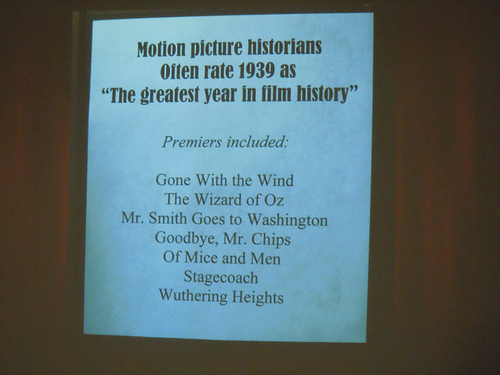 Motion picture historians
Often rate 1939 as
“The greatest year in film history”
Premiers included:
Gone With the Wind
The Wizard of Oz
Mr. Smith Goes to Washington
Goodbye, Mr. Chips
Of Mice and Men
Stagecoach
Wuthering Heights